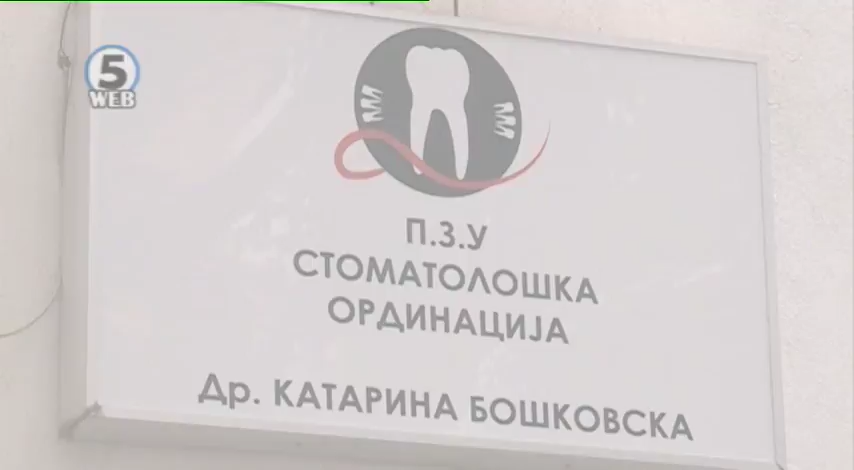 5
WEB
П.З.У
СТОМАТОЛОШКА
ОРДИНАЦИЈА
Др. КАТАРИНА БОШКОВСКА